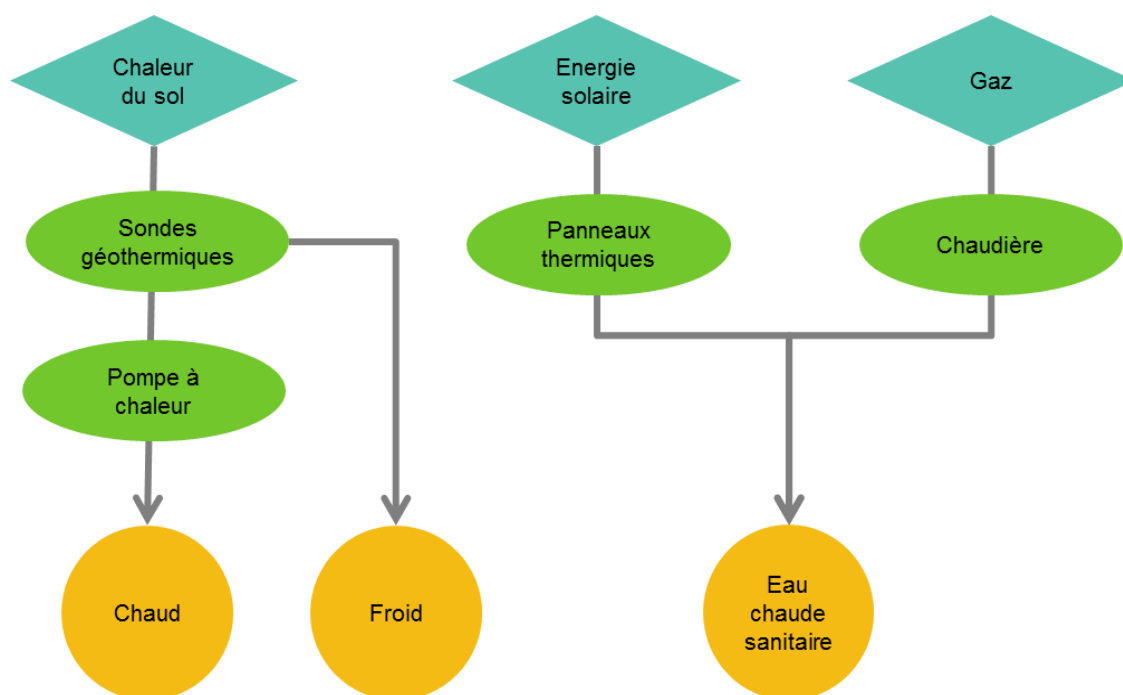 Chaleur
du sol
Energie
solaire
Gaz
Sondes
géothermiques
Panneaux
thermiques
Chaudière
Pompe à
chaleur
Chaud
Froid
Eau
chaude
sanitaire